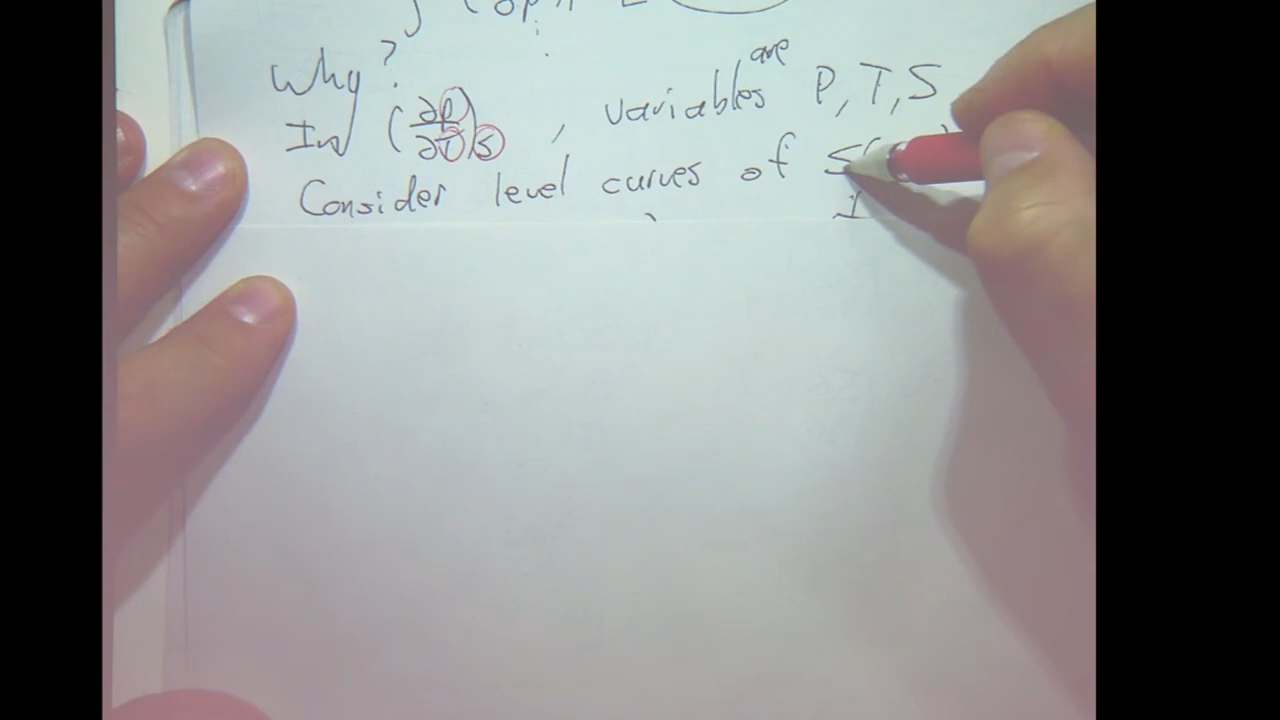 Why?
In (∂P/∂T)S , variables are P, T, S
Consider level curves of S